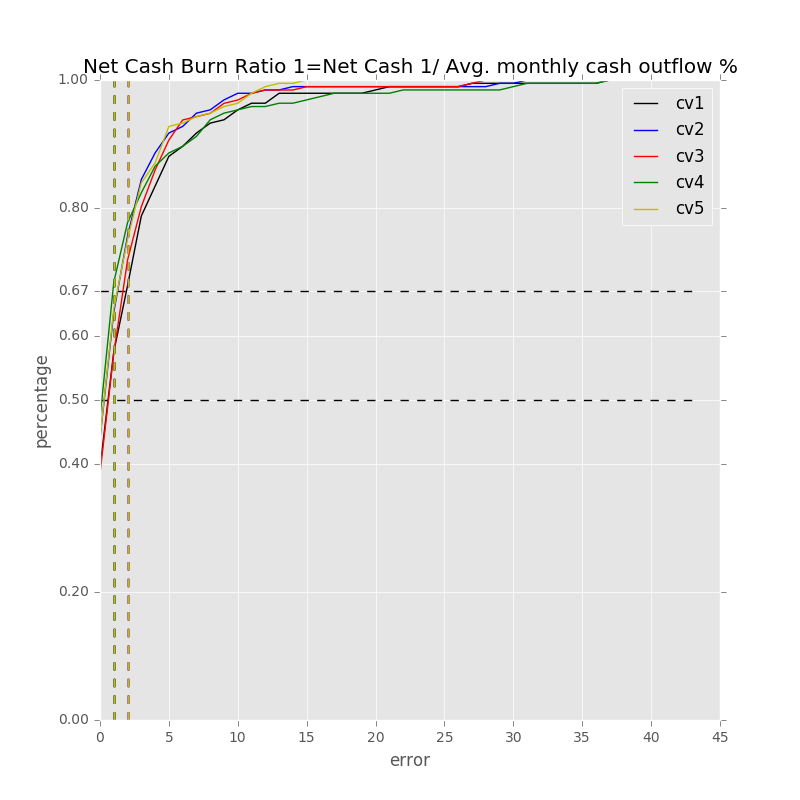 Net Cash Burn Ratio 1=Net Cash 1/ Avg. monthly cash outflow %
1.00
0.80
0.67
0.60
0.50
0.40
0.20
0.00
percentage
cv1
cv2
cv3
cv4
cv5
0 5 10 15 20 25 30 35 40 45
error